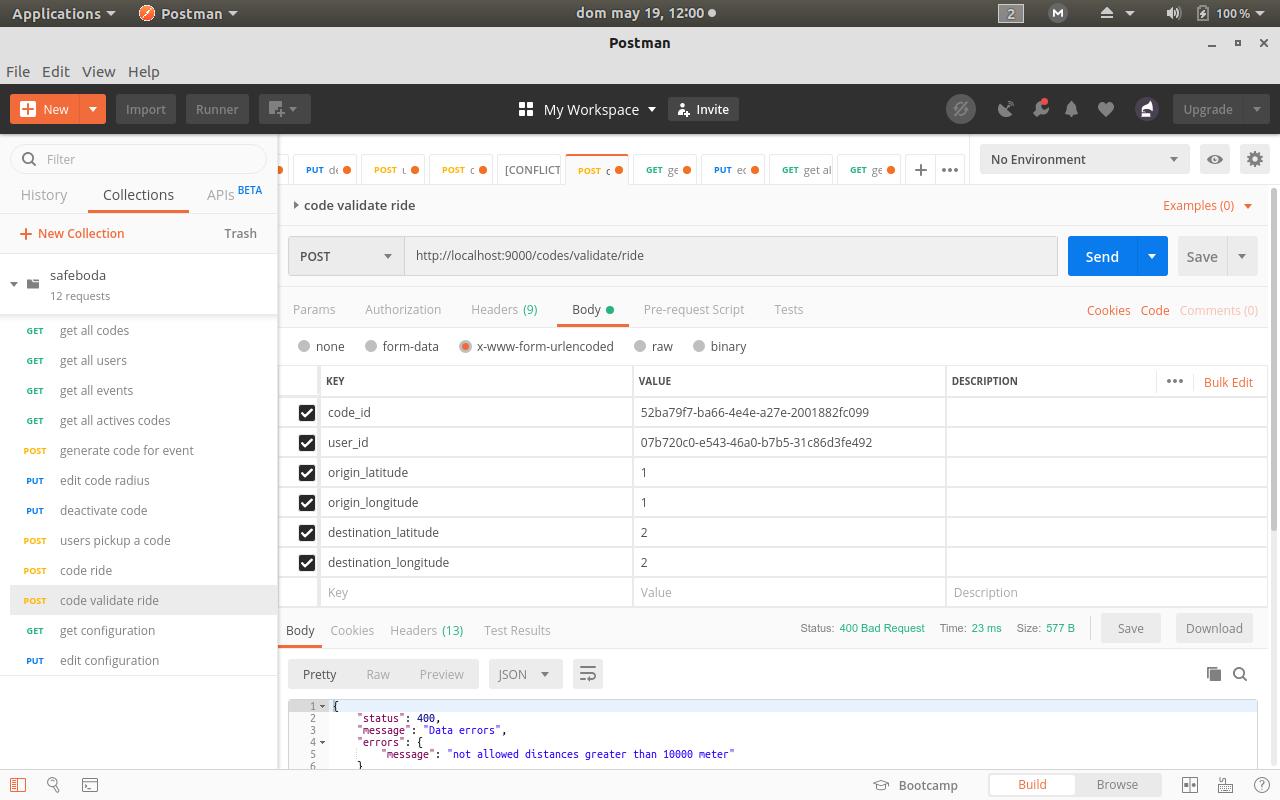 Applications Postman dom may 19, 12:00 2 M 100 %
Postman
File Edit View Help
New Import Runner My Workspace Invite Upgrade
Filter
History Collections APIs BETA
New Collection Trash
safeboda
12 requests
GET get all codes
GET get all users
GET get all events
GET get all actives codes
POST generate code for event
PUT edit code radius
PUT deactivate code
POST users pickup a code
POST code ride
POST code validate ride
GET get configuration
PUT edit configuration
PUT de POST u POST c [CONFLICT POST c GET ge PUT ec GET get al GET ge
No Environment
code validate ride Examples (0)
POST http://localhost:9000/codes/validate/ride Send Save
Params Authorization Headers (9) Body Pre-request Script Tests Cookies Code Comments (0)
none form-data x-www-form-urlencoded raw binary
KEY VALUE DESCRIPTION Bulk Edit
code_id 52ba79f7-ba66-4e4e-a27e-2001882fc099
user_id 07b720c0-e543-46a0-b7b5-31c86d3fe492
origin_latitude 1
origin_longitude 1
destination_latitude 2
destination_longitude 2
Key Value Description
Body Cookies Headers (13) Test Results Status: 400 Bad Request Time: 23 ms Size: 577 B Save Download
Pretty Raw Preview JSON
1 {
2 "status": 400,
3 "message": "Data errors",
4 "errors": {
5 "message": "not allowed distances greater than 10000 meter"
6 }
Bootcamp Build Browse ?